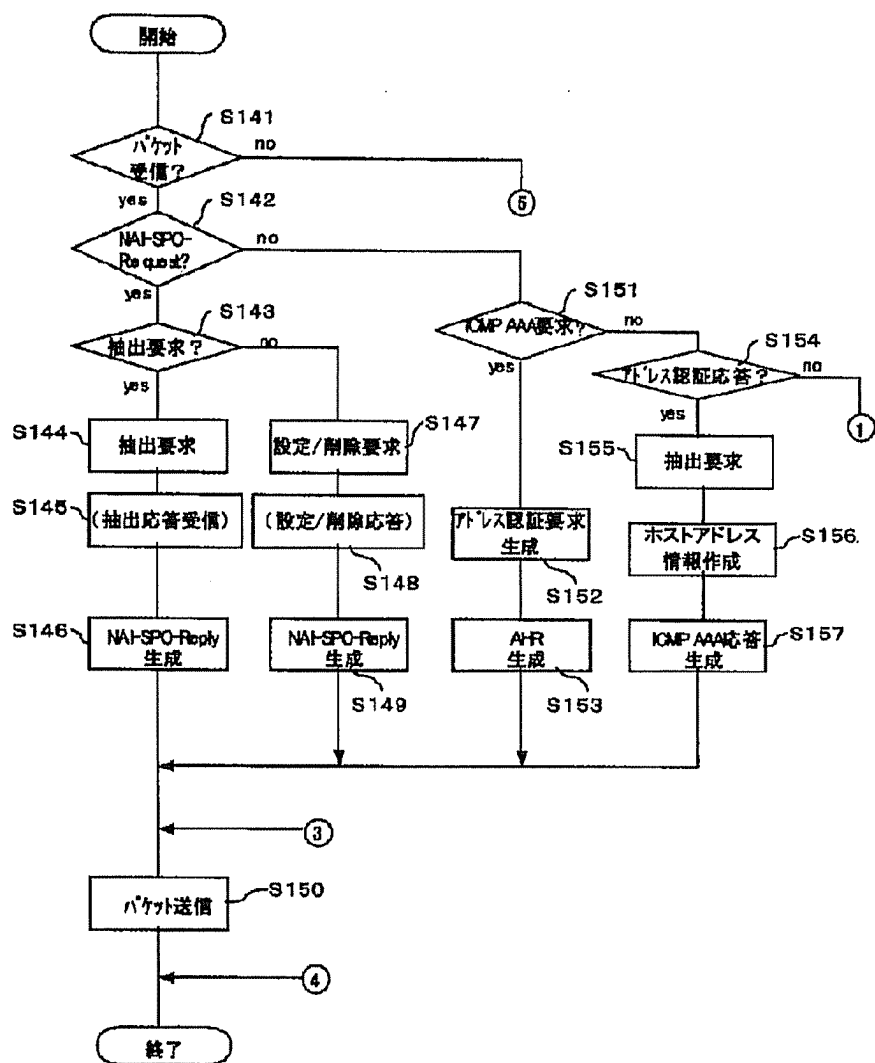 開始
S141
パケット
受信?
no
⑤
yes
S142
NAI-SPO-
Request?
no
yes
S143
抽出要求?
no
yes
S151
ICMP AAA要求?
no
yes
S154
アドレス認証応答?
no
①
yes
S144
抽出要求
S147
設定/削除要求
S155
抽出要求
S145
(抽出応答受信)
(設定/削除応答)
S148
アドレス認証要求
生成
S152
ホストアドレス
情報作成
S156
S146
NAI-SPO-Reply
生成
NAI-SPO-Reply
生成
S149
AHR
生成
S153
ICMP AAA応答
生成
S157
③
S150
パケット送信
④
終了